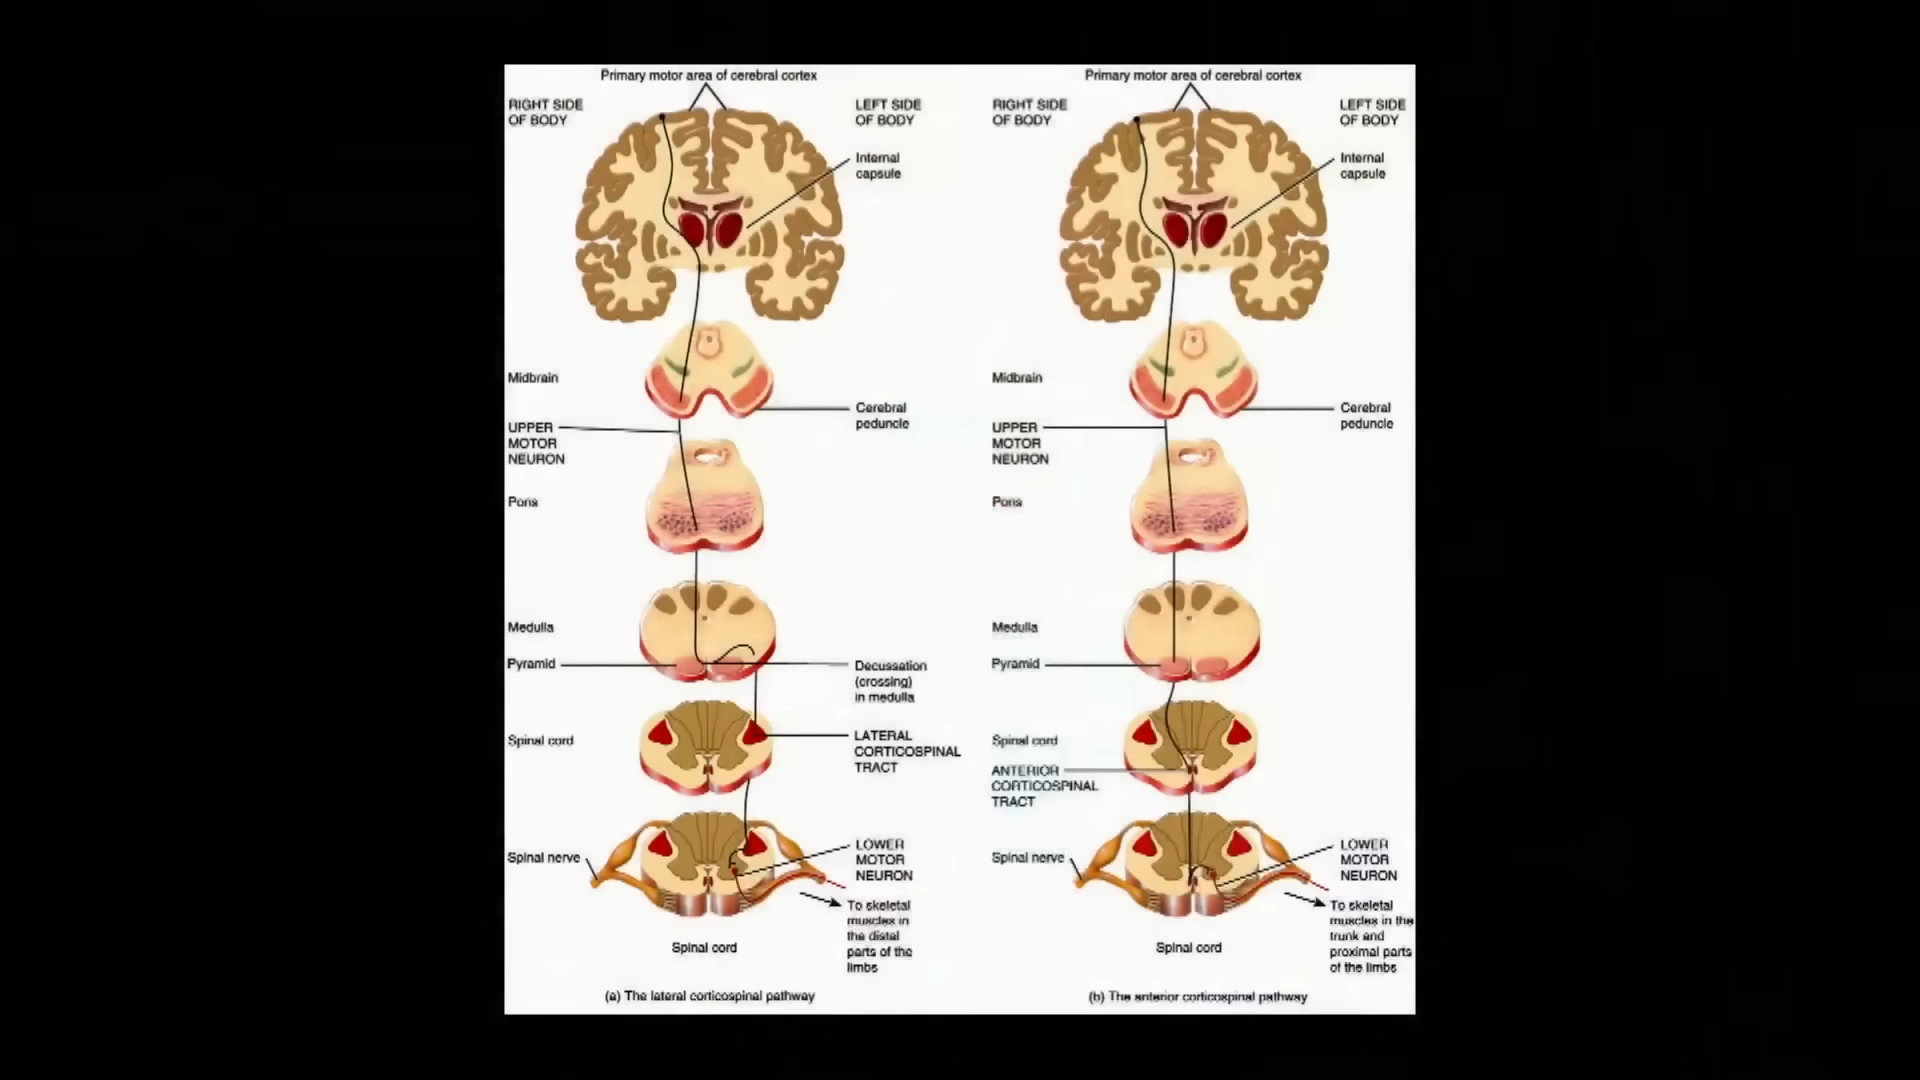 Primary motor area of cerebral cortex
RIGHT SIDE
OF BODY
LEFT SIDE
OF BODY
Internal
capsule
Midbrain
Cerebral
peduncle
UPPER
MOTOR
NEURON
Pons
Medulla
Pyramid
Decussation
(crossing)
in medulla
Spinal cord
LATERAL
CORTICOSPINAL
TRACT
Spinal nerve
LOWER
MOTOR
NEURON
To skeletal
muscles in
the distal
parts of the
limbs
Spinal cord
(a) The lateral corticospinal pathway
Primary motor area of cerebral cortex
RIGHT SIDE
OF BODY
LEFT SIDE
OF BODY
Internal
capsule
Midbrain
Cerebral
peduncle
UPPER
MOTOR
NEURON
Pons
Medulla
Pyramid
Spinal cord
ANTERIOR
CORTICOSPINAL
TRACT
Spinal nerve
LOWER
MOTOR
NEURON
To skeletal
muscles in the
trunk and
proximal parts
of the limbs
Spinal cord
(b) The anterior corticospinal pathway